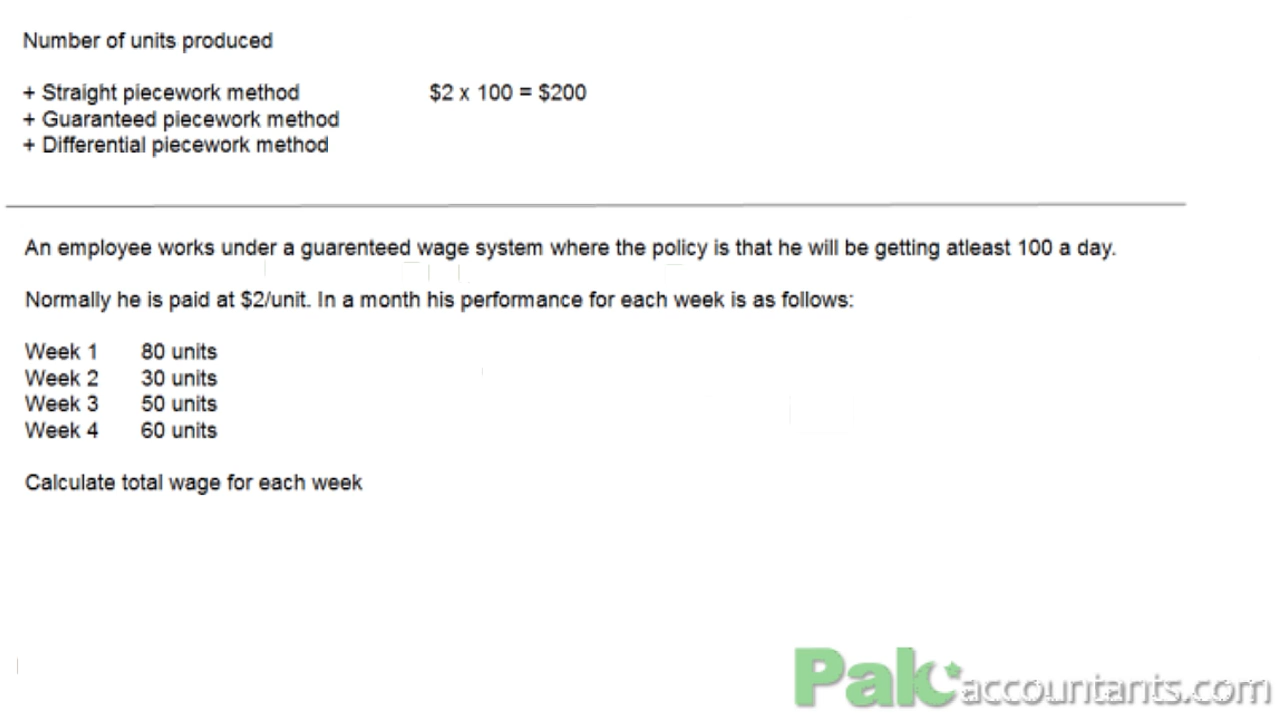 Number of units produced
+ Straight piecework method $2 x 100 = $200
+ Guaranteed piecework method
+ Differential piecework method
An employee works under a guarenteed wage system where the policy is that he will be getting atleast 100 a day.
Normally he is paid at $2/unit. In a month his performance for each week is as follows:
Week 1 80 units
Week 2 30 units
Week 3 50 units
Week 4 60 units
Calculate total wage for each week
Pakaccountants.com